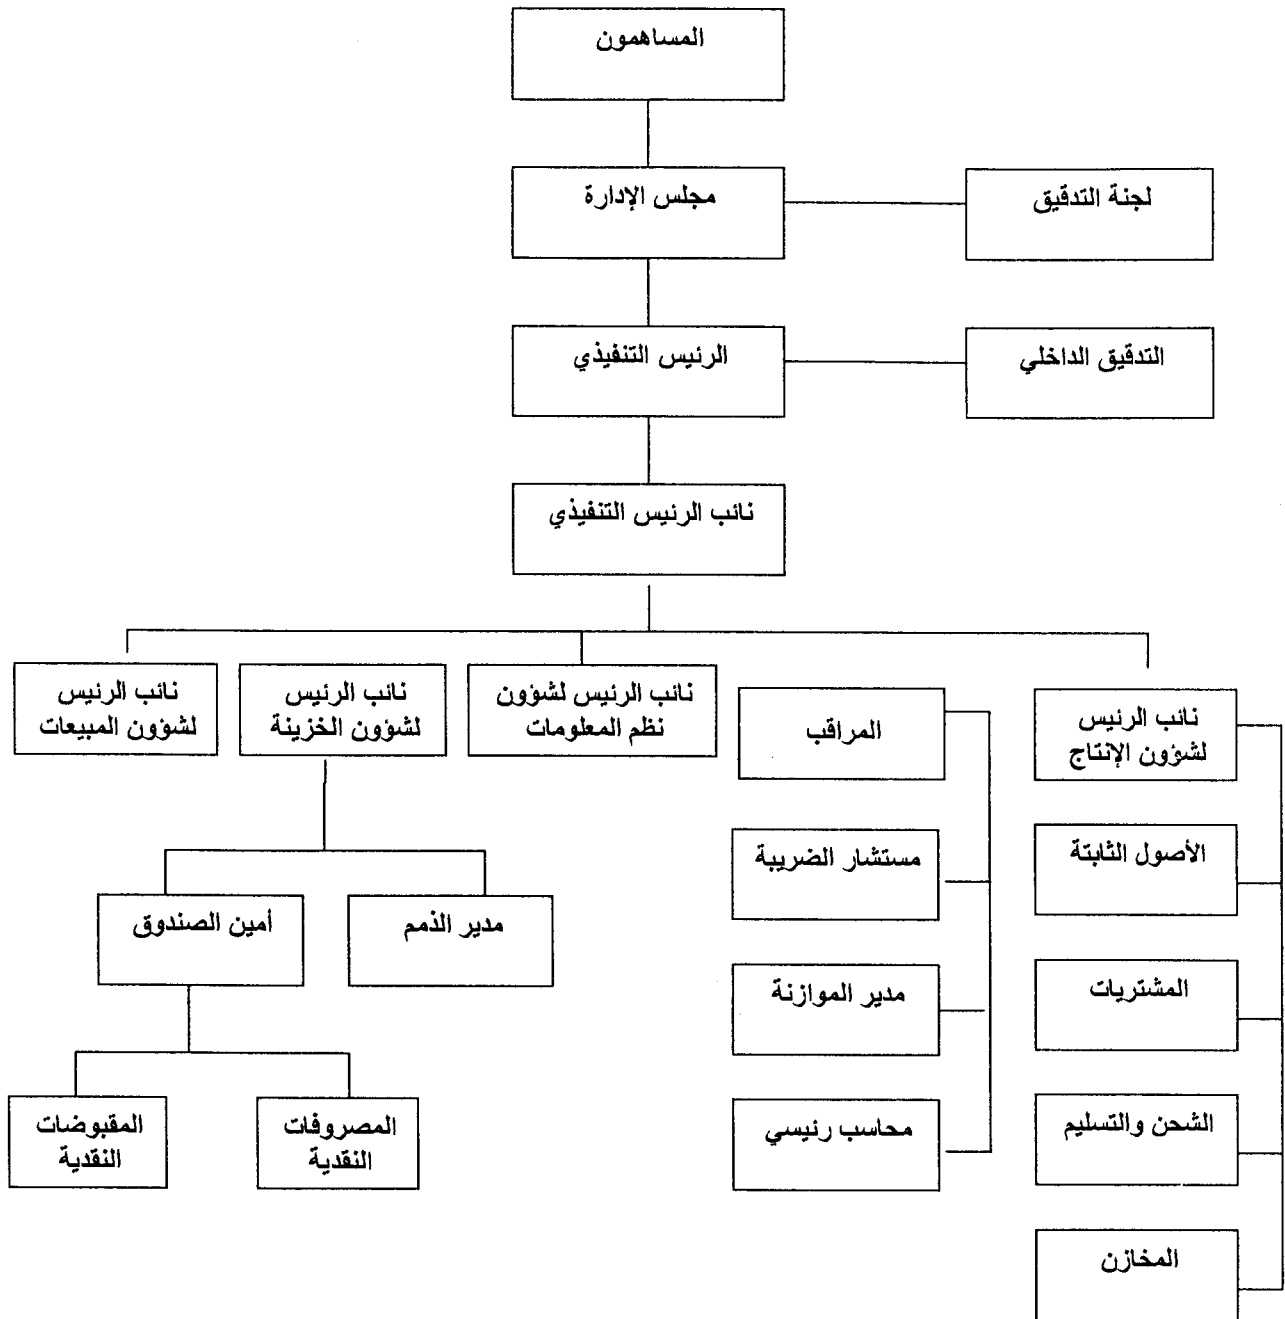 المساهمون
مجلس الإدارة
لجنة التدقيق
الرئيس التنفيذي
التدقيق الداخلي
نائب الرئيس التنفيذي
نائب الرئيس
لشؤون الإنتاج
المراقب
نائب الرئيس لشؤون
نظم المعلومات
نائب الرئيس
لشؤون الخزينة
نائب الرئيس
لشؤون المبيعات
الأصول الثابتة
مستشار الضريبة
مدير الذمم
أمين الصندوق
المشتريات
مدير الموازنة
الشحن والتسليم
محاسب رئيسي
المصروفات
النقدية
المقبوضات
النقدية
المخازن